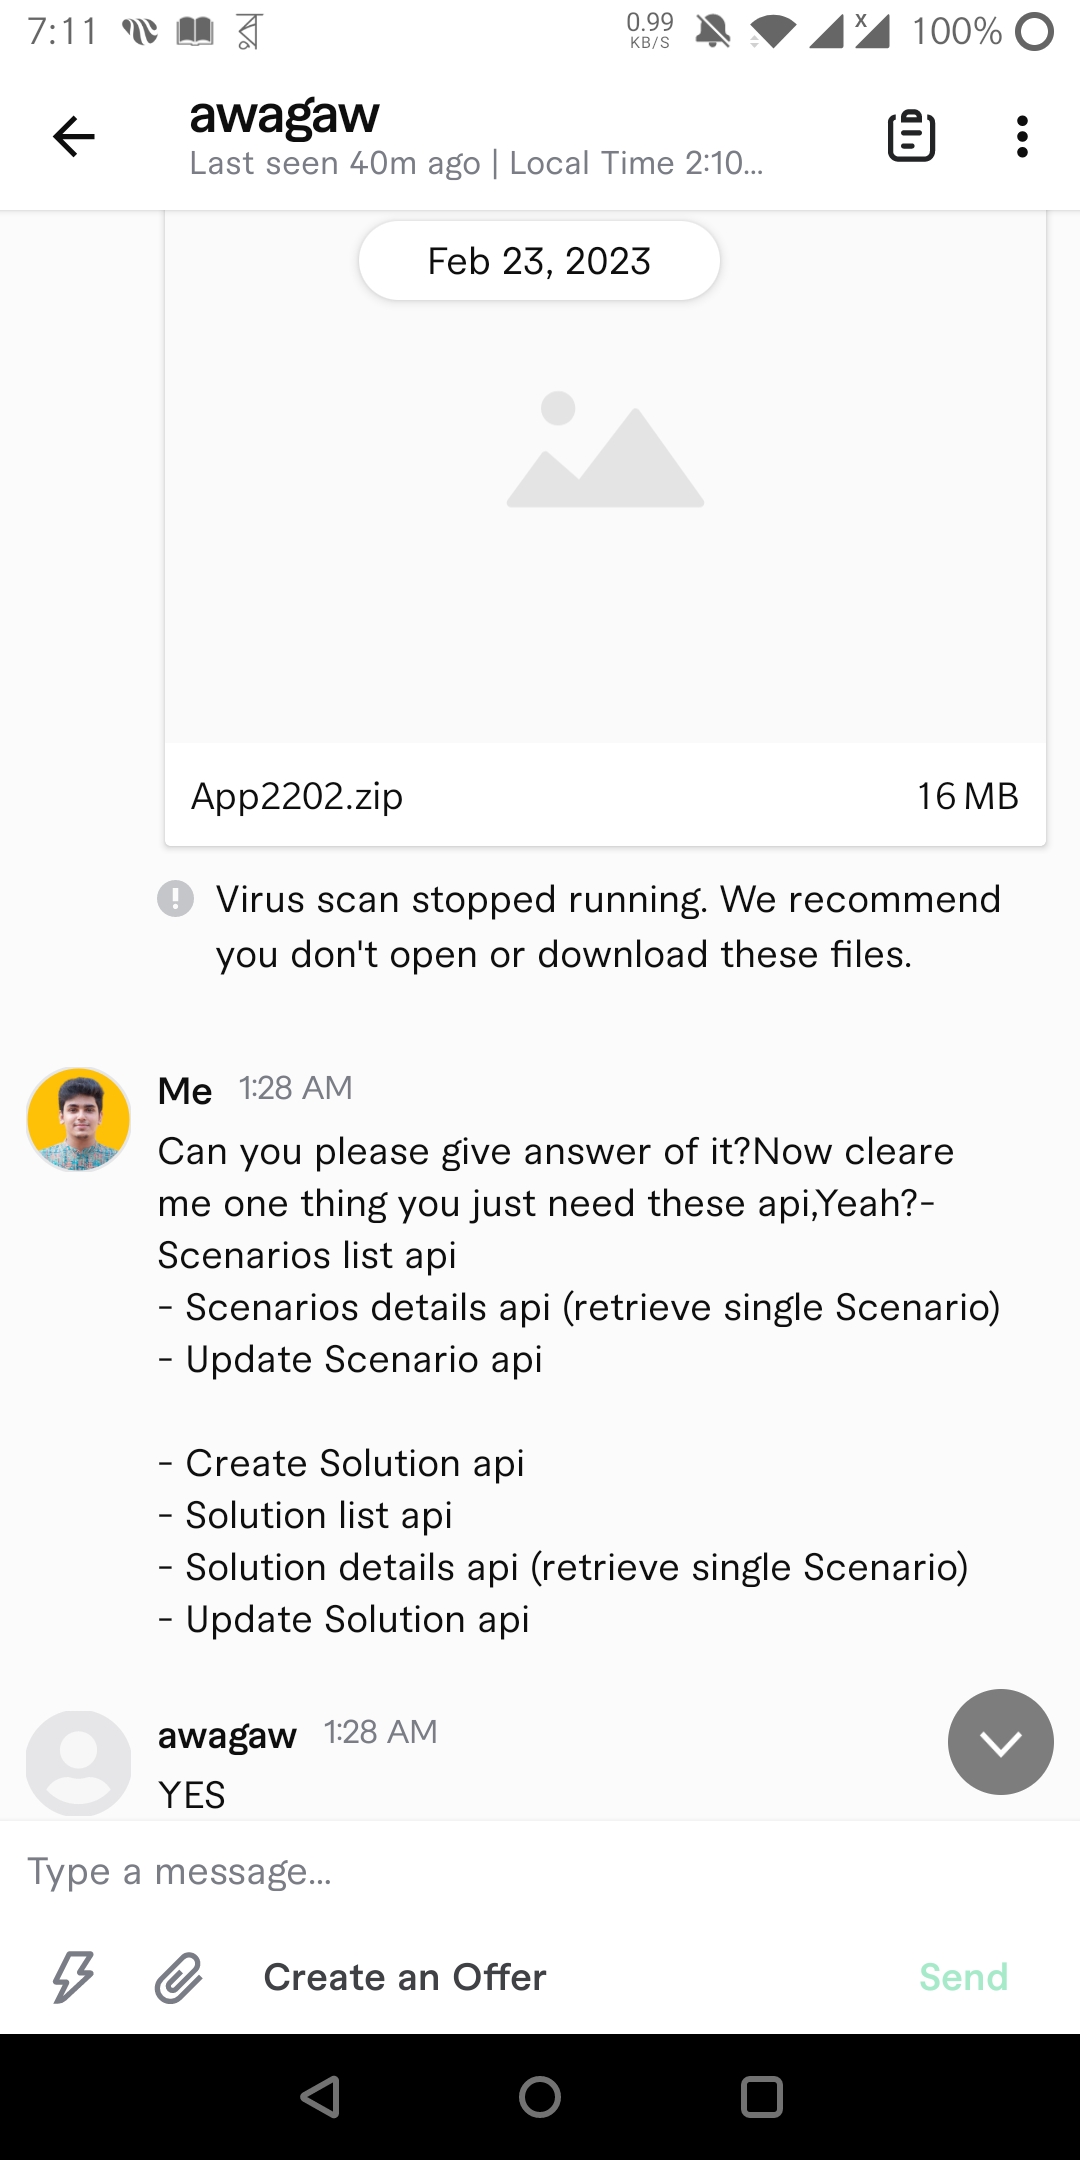 7:11
0.99
KB/S
x
100%
awagaw
Last seen 40m ago | Local Time 2:10...
Feb 23, 2023
App2202.zip
16 MB
Virus scan stopped running. We recommend
you don't open or download these files.
Me 1:28 AM
Can you please give answer of it?Now cleare
me one thing you just need these api,Yeah?-
Scenarios list api
- Scenarios details api (retrieve single Scenario)
- Update Scenario api
- Create Solution api
- Solution list api
- Solution details api (retrieve single Scenario)
- Update Solution api
awagaw 1:28 AM
YES
Type a message...
Create an Offer
Send